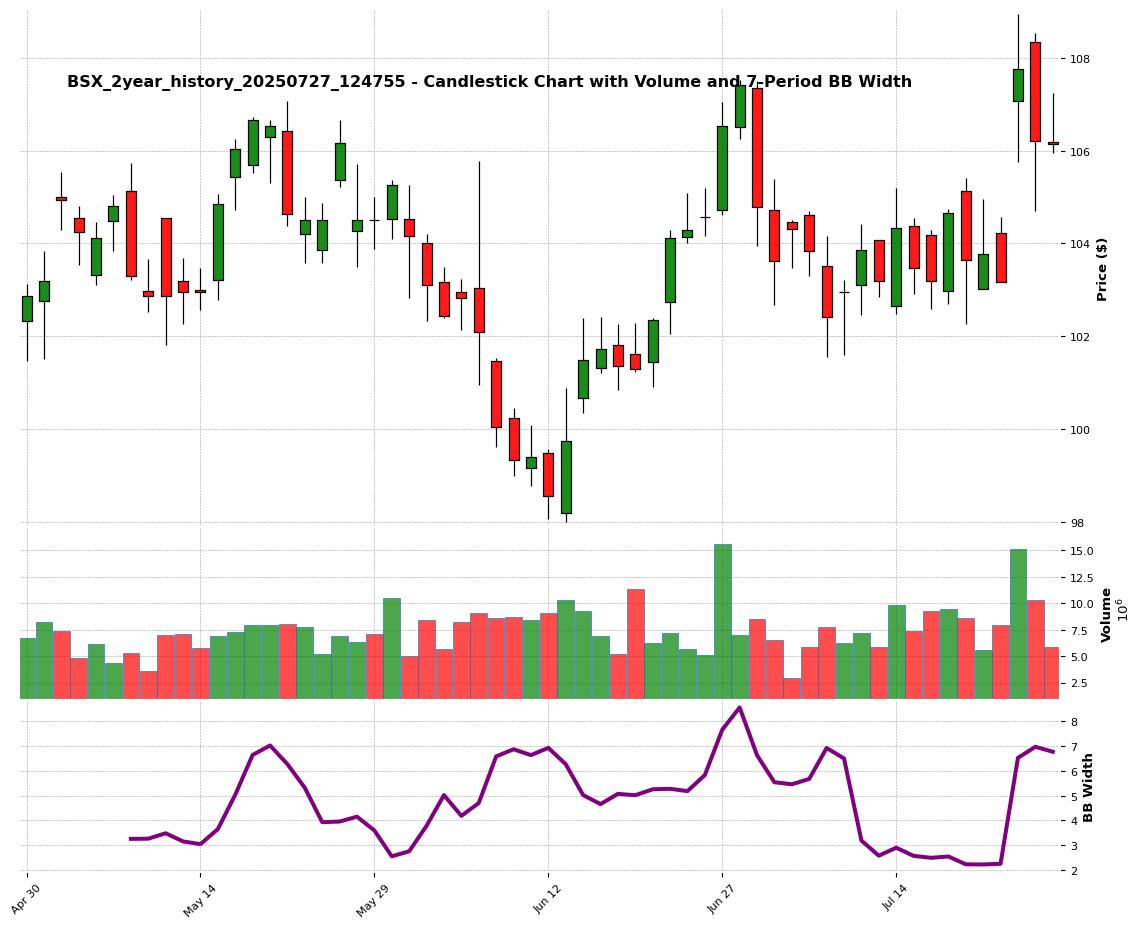 BSX_2year_history_20250727_124755 - Candlestick Chart with Volume and 7-Period BB Width
108
106
104
102
100
98
Price ($)
15.0
12.5
10.0
7.5
5.0
2.5
Volume
10^6
8
7
6
5
4
3
2
BB Width
Apr 30
May 14
May 29
Jun 12
Jun 27
Jul 14